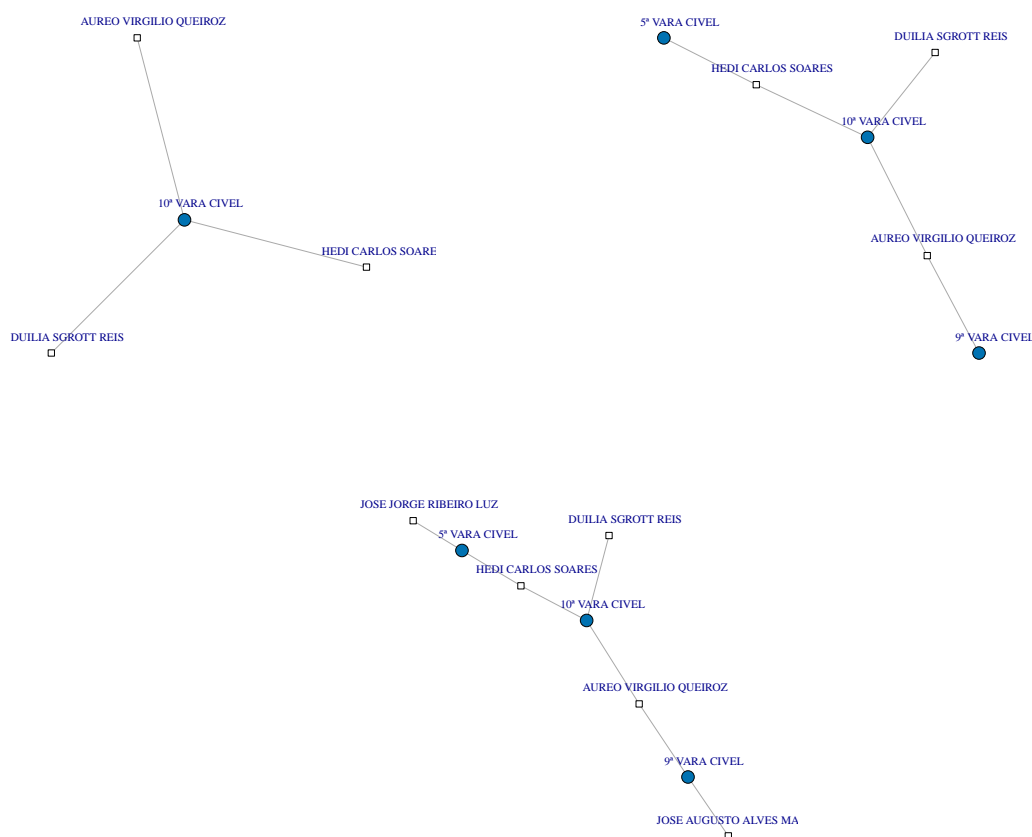 AUREO VIRGILIO QUEIROZ
10ª VARA CIVEL
HEDI CARLOS SOARE
DUILIA SGROTT REIS
5ª VARA CIVEL
DUILIA SGROTT REIS
HEDI CARLOS SOARES
10ª VARA CIVEL
AUREO VIRGILIO QUEIROZ
9ª VARA CIVEL
JOSE JORGE RIBEIRO LUZ
DUILIA SGROTT REIS
5ª VARA CIVEL
HEDI CARLOS SOARES
10ª VARA CIVEL
AUREO VIRGILIO QUEIROZ
9ª VARA CIVEL
JOSE AUGUSTO ALVES MA